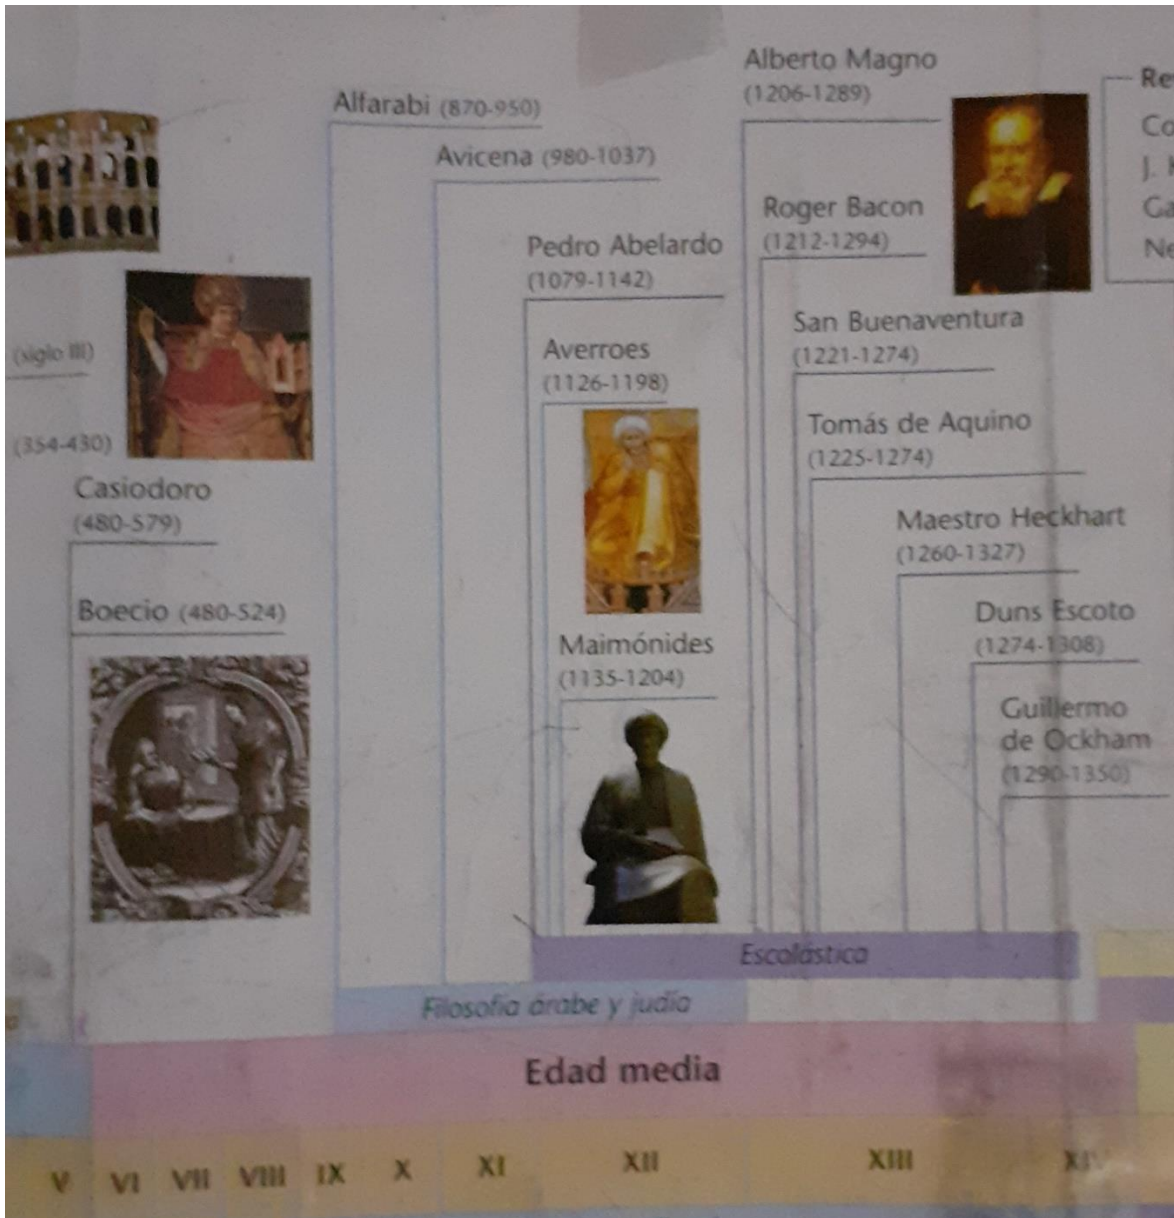 Alberto Magno
(1206-1289)
Alfarabi (870-950)
Avicena (980-1037)
Roger Bacon
(1212-1294)
Pedro Abelardo
(1079-1142)
San Buenaventura
(1221-1274)
Averroes
(1126-1198)
(siglo III)
Tomás de Aquino
(1225-1274)
(354-430)
Casiodoro
(480-579)
Maestro Heckhart
(1260-1327)
Boecio (480-524)
Duns Escoto
(1274-1308)
Maimónides
(1135-1204)
Guillermo
de Ockham
(1290-1350)
Escolástica
Filosofía árabe y judía
Edad media
V VI VII VIII IX X XI XII XIII XIV